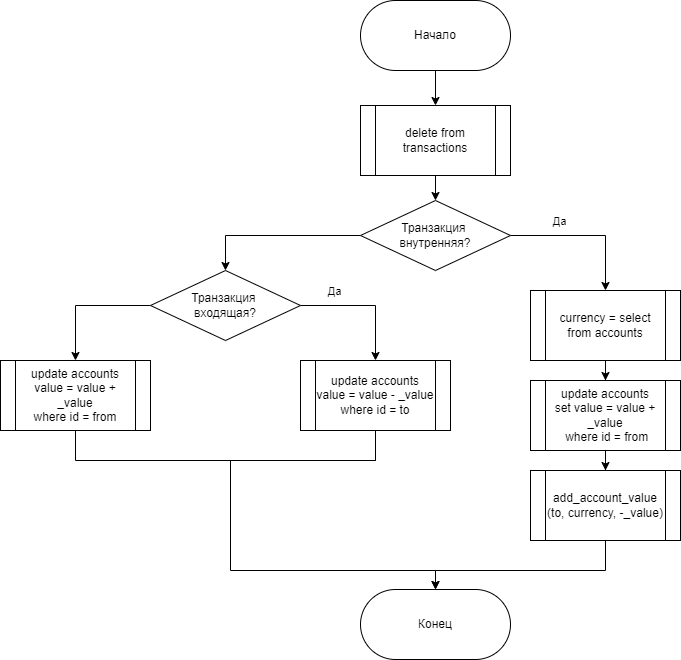 Начало
delete from
transactions
Транзакция
внутренняя?
Да
Транзакция
входящая?
Да
currency = select
from accounts
update accounts
value = value +
_value
where id = from
update accounts
value = value - _value
where id = to
update accounts
set value = value +
_value
where id = from
add_account_value
(to, currency, -_value)
Конец